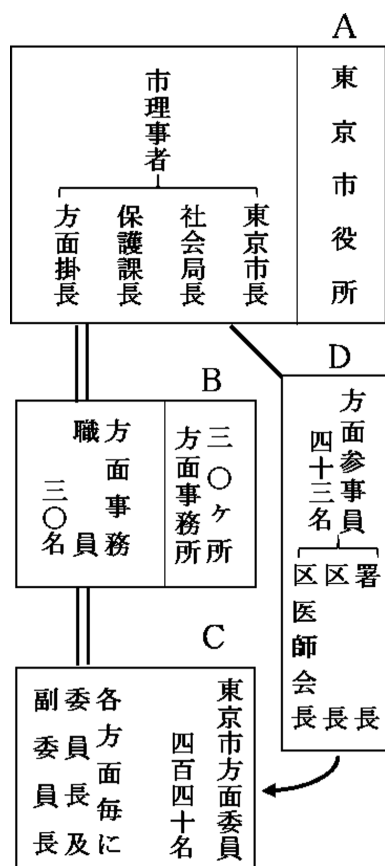 A
東京市役所
市理事者
東京市長
社会局長
保護課長
方面掛長
D
方面参事員
四十三名
署長
区長
区医師会長
B
三〇ヶ所
方面事務所
方面事務
職員
三〇名
C
東京市方面委員
四百四十名
各方面毎に
委員長及
副委員長